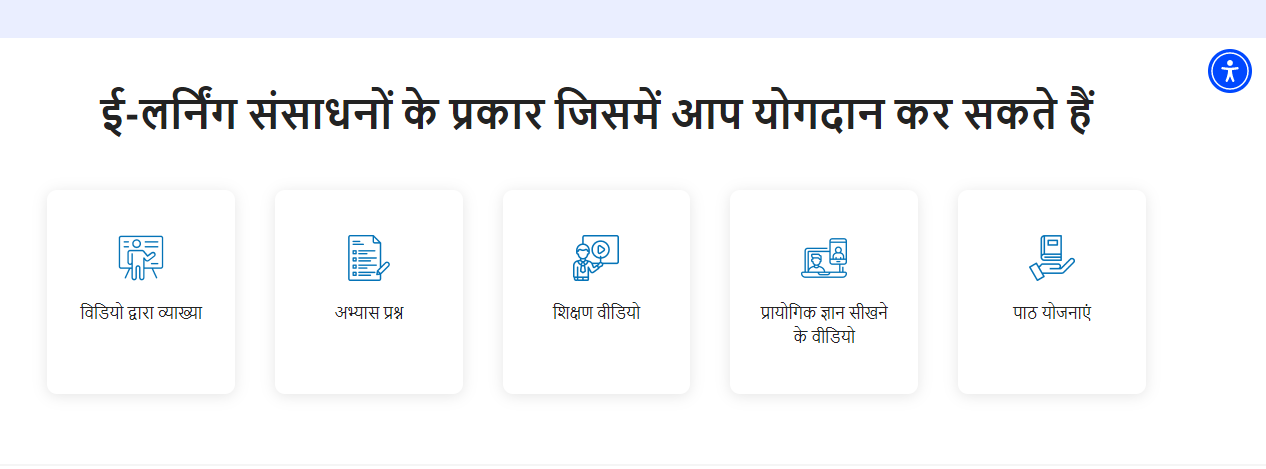 ई-लर्निंग संसाधनों के प्रकार जिसमें आप योगदान कर सकते हैं
विडियो द्वारा व्याख्या
अभ्यास प्रश्न
शिक्षण वीडियो
प्रायोगिक ज्ञान सीखने
के वीडियो
पाठ योजनाएं